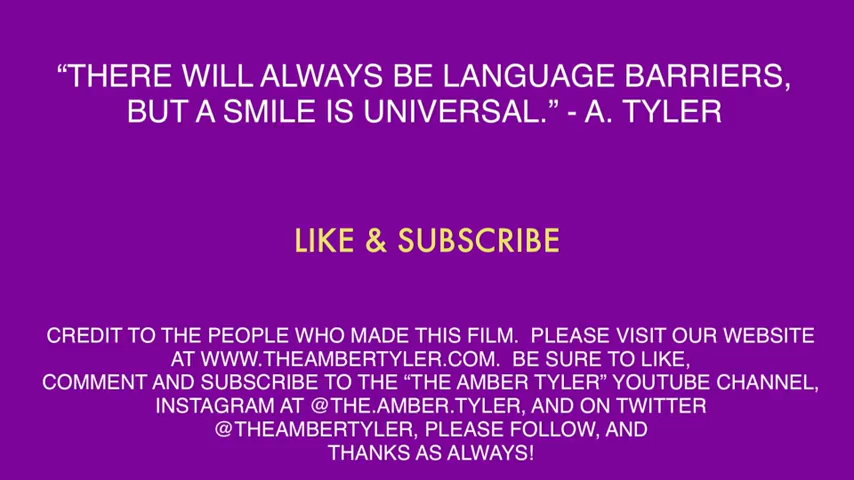 “THERE WILL ALWAYS BE LANGUAGE BARRIERS,
BUT A SMILE IS UNIVERSAL.” - A. TYLER
LIKE & SUBSCRIBE
CREDIT TO THE PEOPLE WHO MADE THIS FILM.  PLEASE VISIT OUR WEBSITE
AT WWW.THEAMBERTYLER.COM.  BE SURE TO LIKE,
COMMENT AND SUBSCRIBE TO THE “THE AMBER TYLER” YOUTUBE CHANNEL,
INSTAGRAM AT @THE.AMBER.TYLER, AND ON TWITTER
@THEAMBERTYLER, PLEASE FOLLOW, AND
THANKS AS ALWAYS!